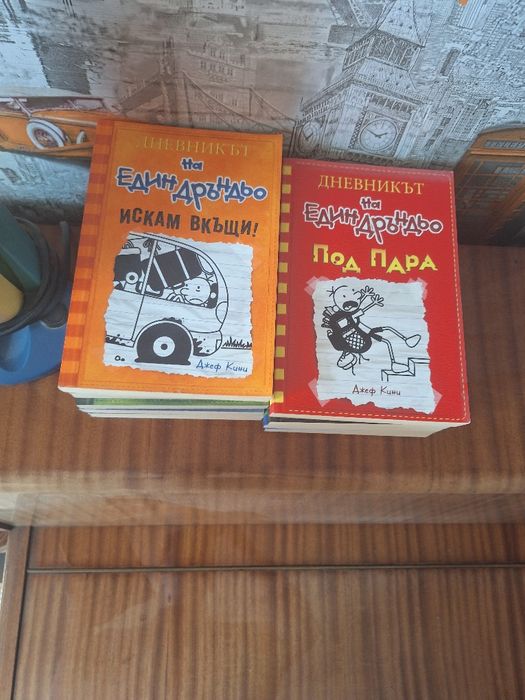 ДНЕВНИКЪТ
на
ЕДИН ДРЪНДЬО
ИСКАМ ВКЪЩИ!
Джеф Кини
ДНЕВНИКЪТ
на
ЕДИН ДРЪНДЬО
ПОД ПАРА
Джеф Кини